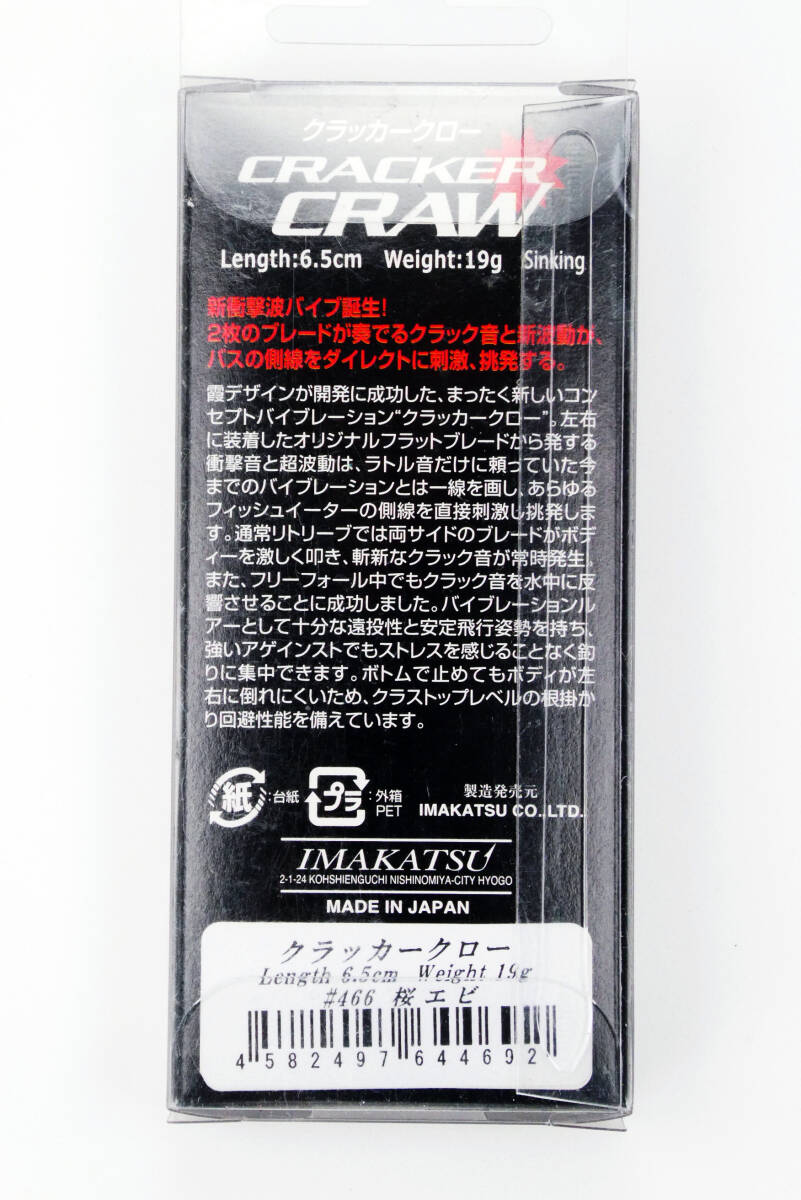 クラッカークロー
CRACKER
CRAW
Length:6.5cm Weight:19g Sinking
新衝撃波バイブ誕生!
2枚のブレードが奏でるクラック音と新波動が、
バスの側線をダイレクトに刺激、挑発する。
霞デザインが開発に成功した、まったく新しいコン
セプトバイブレーション“クラッカークロー”。左右
に装着したオリジナルフラットブレードから発する
衝撃音と超波動は、ラトル音だけに頼っていた今
までのバイブレーションとは一線を画し、あらゆる
フィッシュイーターの側線を直接刺激し挑発しま
す。通常リトリーブでは両サイドのブレードがボデ
ィーを激しく叩き、斬新なクラック音が常時発生。
また、フリーフォール中でもクラック音を水中に反
響させることに成功しました。バイブレーションル
アーとして十分な遠投性と安定飛行姿勢を持ち、
強いアゲインストでもストレスを感じることなく釣
りに集中できます。ボトムで止めてもボディが左
右に倒れにくいため、クラストップレベルの根掛か
り回避性能を備えています。
紙 :台紙 プラ :外箱 PET
製造発売元
IMAKATSU CO.,LTD.
IMAKATSU
2-1-24 KOHSHIENGUCHI NISHINOMIYA-CITY HYOGO
MADE IN JAPAN
クラッカークロー
Length 6.5cm Weight 19g
#466 桜エビ
4582497644692